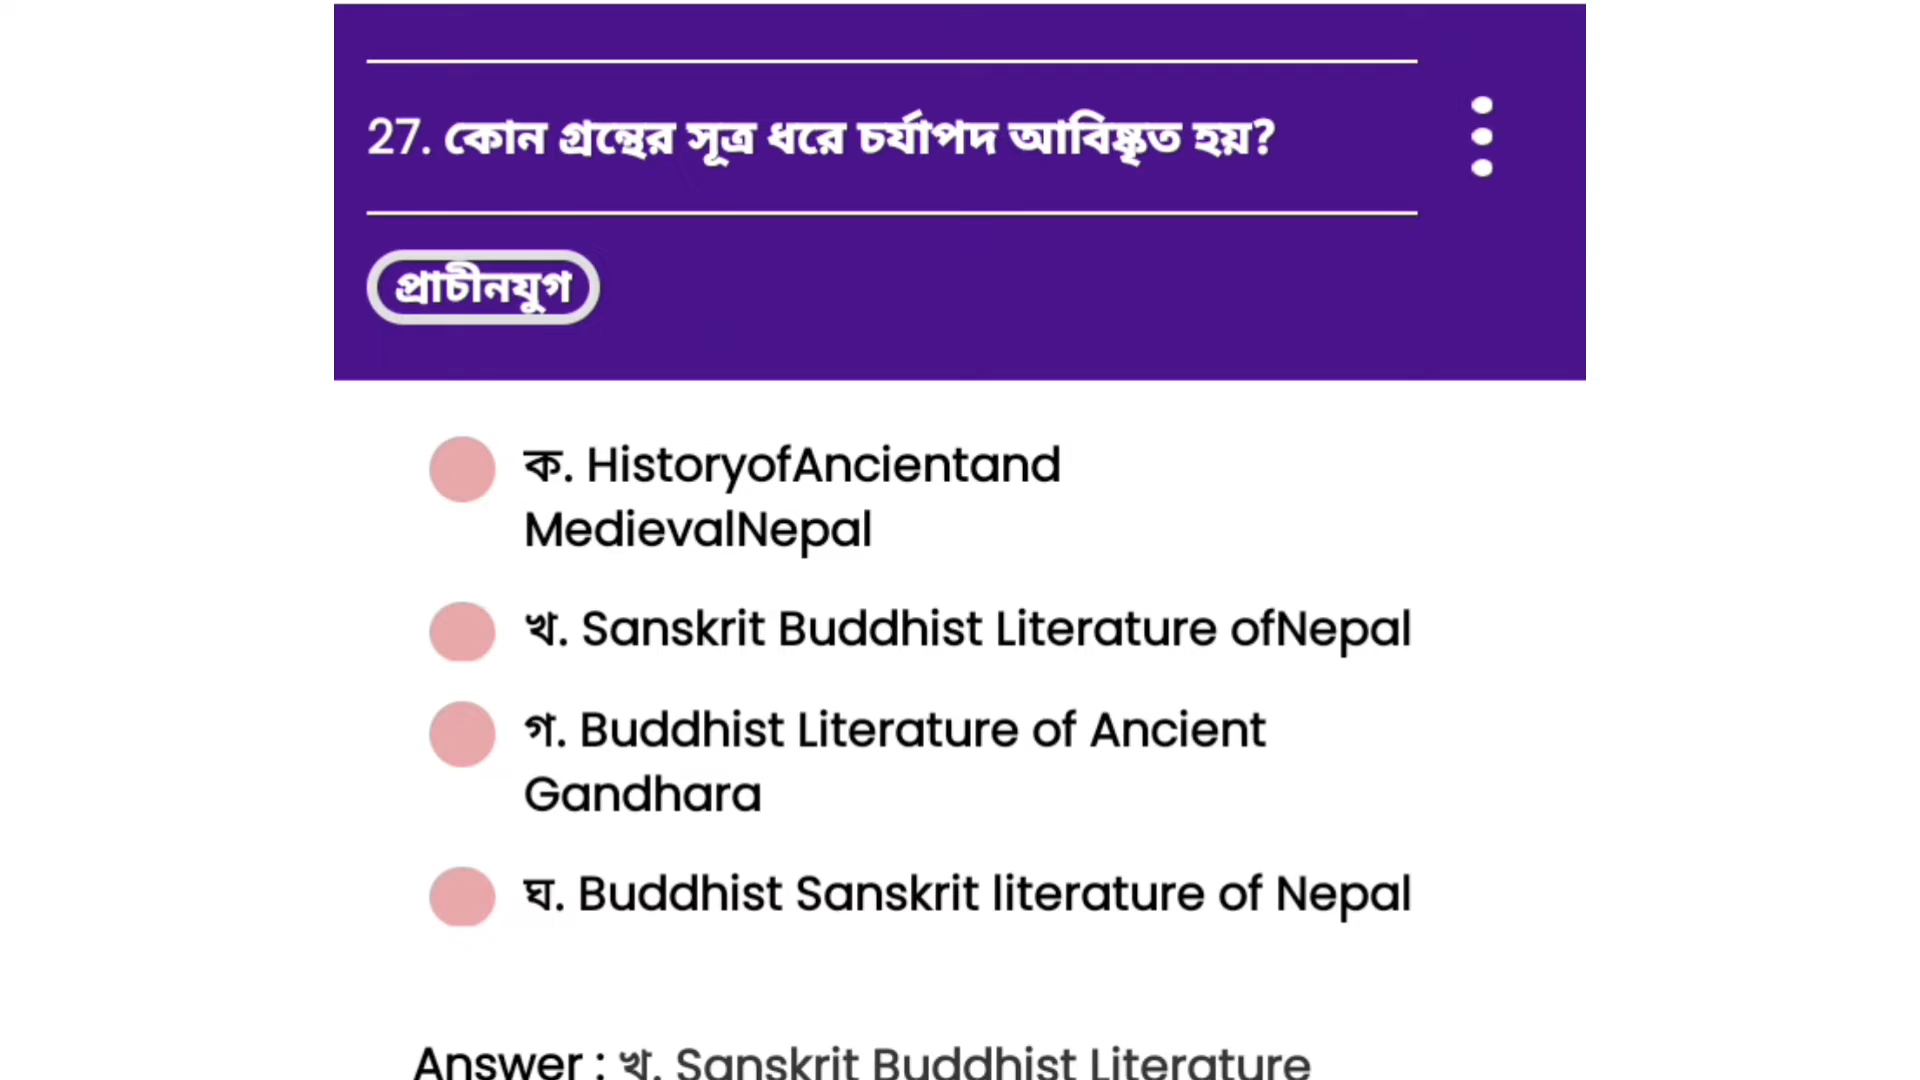 27. কোন গ্রন্থের সূত্র ধরে চর্যাপদ আবিষ্কৃত হয়?
প্রাচীনযুগ
ক. HistoryofAncientand
MedievalNepal
খ. Sanskrit Buddhist Literature ofNepal
গ. Buddhist Literature of Ancient
Gandhara
ঘ. Buddhist Sanskrit literature of Nepal
Answer : খ. Sanskrit Buddhist Literature